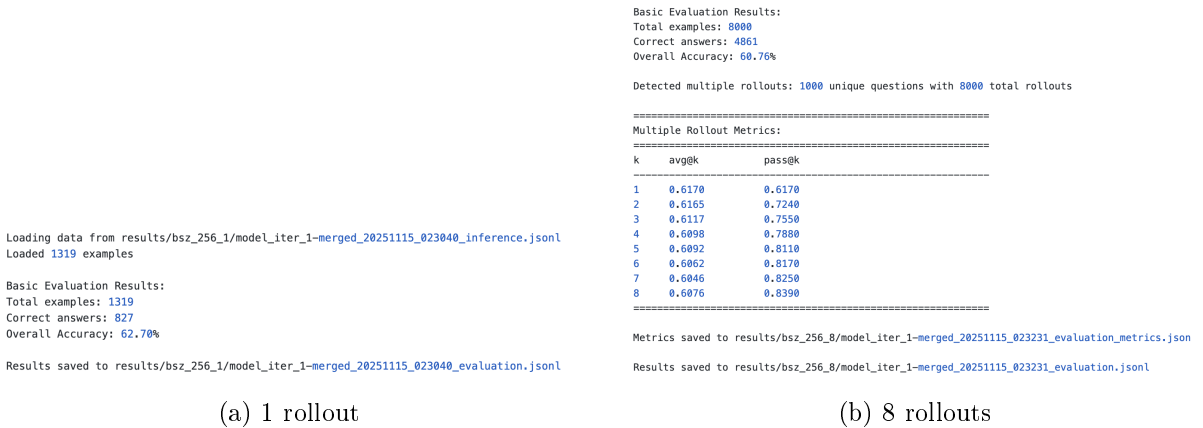 Loading data from results/bsz_256_1/model_iter_1-merged_20251115_023040_inference.jsonl
Loaded 1319 examples
Basic Evaluation Results:
Total examples: 1319
Correct answers: 827
Overall Accuracy: 62.70%
Results saved to results/bsz_256_1/model_iter_1-merged_20251115_023040_evaluation.jsonl
(a) 1 rollout
Basic Evaluation Results:
Total examples: 8000
Correct answers: 4861
Overall Accuracy: 60.76%
Detected multiple rollouts: 1000 unique questions with 8000 total rollouts
============================================================
Multiple Rollout Metrics:
============================================================
k avg@k pass@k
------------------------------------------------------------
1 0.6170 0.6170
2 0.6165 0.7240
3 0.6117 0.7550
4 0.6098 0.7880
5 0.6092 0.8110
6 0.6062 0.8170
7 0.6046 0.8250
8 0.6076 0.8390
============================================================
Metrics saved to results/bsz_256_8/model_iter_1-merged_20251115_023231_evaluation_metrics.json
Results saved to results/bsz_256_8/model_iter_1-merged_20251115_023231_evaluation.jsonl
(b) 8 rollouts